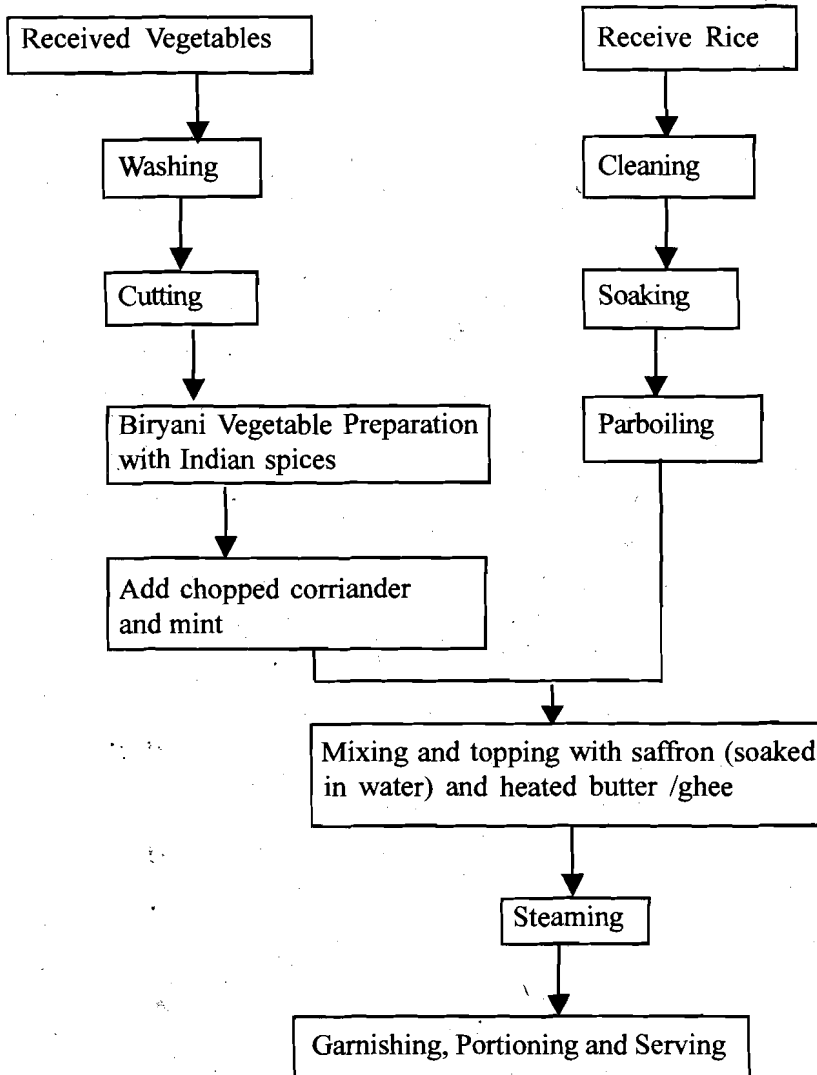 Received Vegetables
Receive Rice
Washing
Cleaning
Cutting
Soaking
Biryani Vegetable Preparation
with Indian spices
Parboiling
Add chopped corriander
and mint
Mixing and topping with saffron (soaked
in water) and heated butter /ghee
Steaming
Garnishing, Portioning and Serving